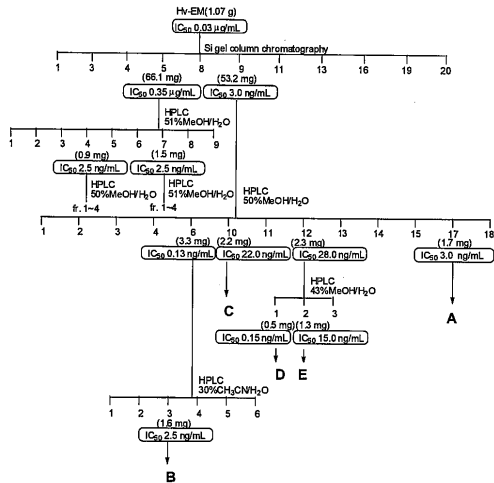 Hv-EM(1.07 g)
IC50 0.03 μg/mL
Si gel column chromatography
1 3 4 5 8 9 11 13 11 16 20
(66.1 mg) (53.2 mg)
IC50 0.35 μg/mL IC50 3.0 ng/mL
HPLC
51%MeOH/H2O
1 2 3 4 5 6 7 8 9
(0.9 mg) (1.5 mg)
IC50 2.5 ng/mL IC50 2.5 ng/mL
HPLC
50%MeOH/H2O
HPLC
51%MeOH/H2O
HPLC
50%MeOH/H2O
fr. 1~4 fr. 1~4
1 2 3 4 6 8 10 11 12 13 14 15 16 17 18
(3.3 mg) (2.2 mg) (2.3 mg) (1.7 mg)
IC50 0.13 ng/mL IC50 22.0 ng/mL IC50 28.0 ng/mL IC50 3.0 ng/mL
HPLC
43%MeOH/H2O
C
A
1 2 3
(0.5 mg) (1.3 mg)
IC50 0.15 ng/mL IC50 15.0 ng/mL
D E
HPLC
30%CH3CN/H2O
1 2 3 4 5 6
(1.6 mg)
IC50 2.5 ng/mL
B